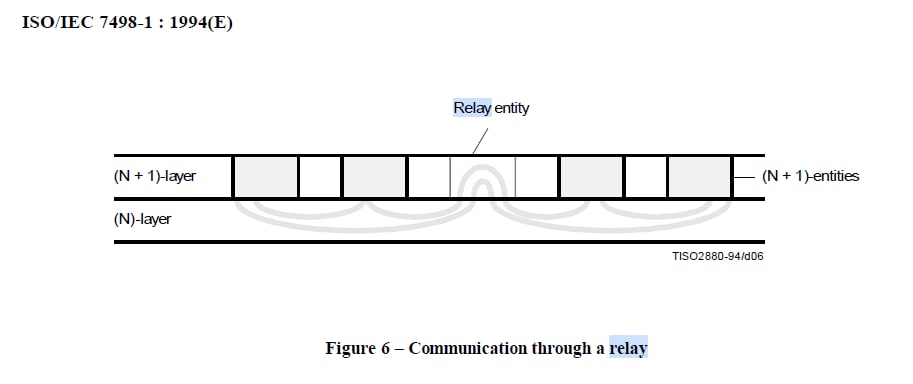 ISO/IEC 7498-1 : 1994(E)
Relay entity
(N + 1)-layer
(N + 1)-entities
(N)-layer
TISO2880-94/d06
Figure 6 – Communication through a relay